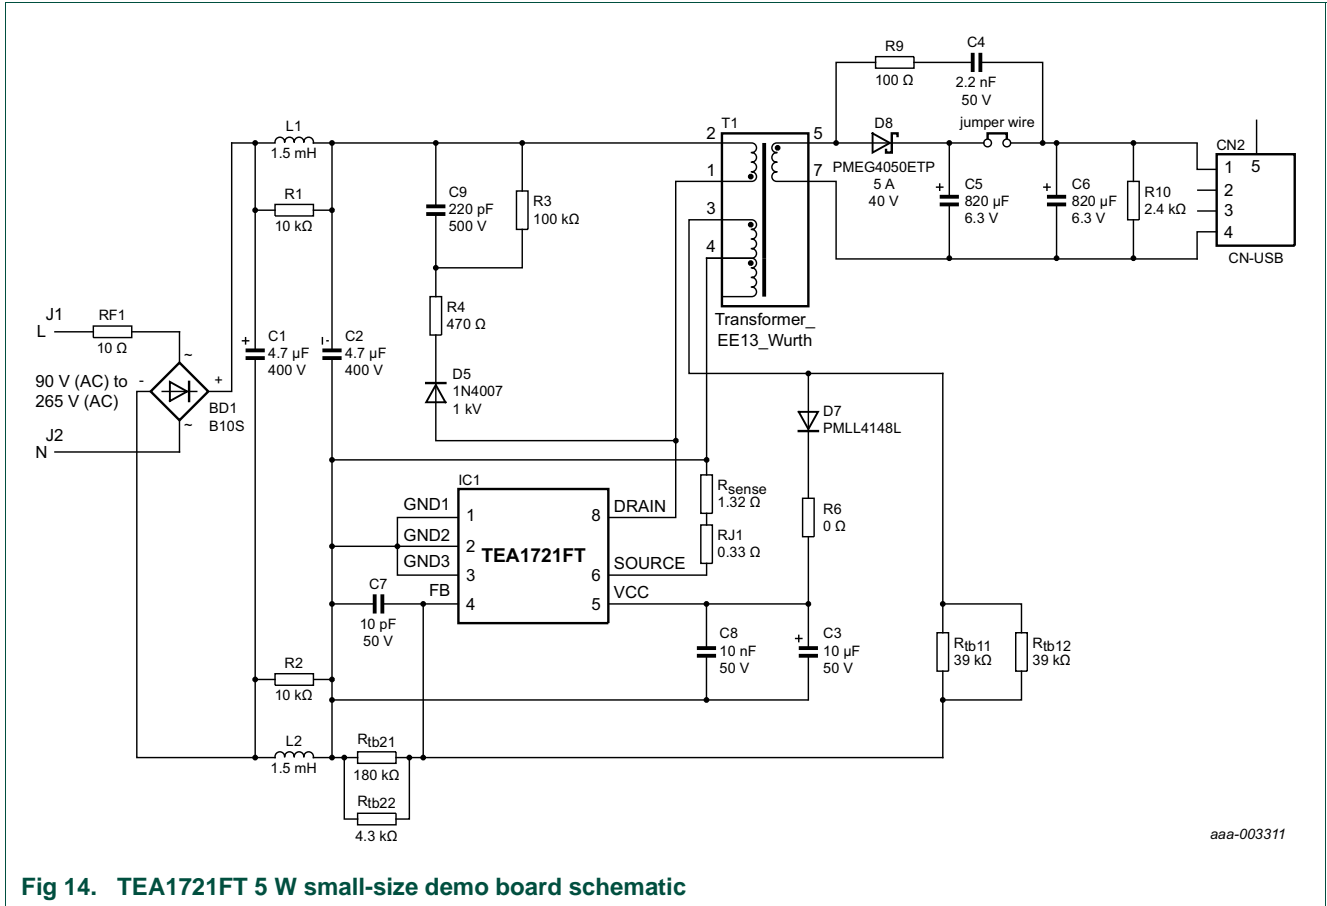 R9
100 Ω
C4
2.2 nF
50 V
L1
1.5 mH
T1
2
1
3
4
5
7
D8
PMEG4050ETP
5 A
40 V
jumper wire
CN2
5
1
2
3
4
CN-USB
R1
10 kΩ
C9
220 pF
500 V
R3
100 kΩ
+
C5
820 µF
6.3 V
+
C6
820 µF
6.3 V
R10
2.4 kΩ
J1
L
RF1
10 Ω
R4
470 Ω
Transformer_
EE13_Wurth
+
C1
4.7 µF
400 V
C2
4.7 µF
400 V
90 V (AC) to
265 V (AC)
~
-
+
~
BD1
B10S
D5
1N4007
1 kV
J2
N
D7
PMLL4148L
IC1
GND1
1
GND2
2
GND3
3
FB
4
TEA1721FT
8
DRAIN
6
SOURCE
5
VCC
Rsense
1.32 Ω
RJ1
0.33 Ω
R6
0 Ω
C7
10 pF
50 V
C8
10 nF
50 V
+
C3
10 µF
50 V
Rtb11
39 kΩ
Rtb12
39 kΩ
R2
10 kΩ
L2
1.5 mH
Rtb21
180 kΩ
Rtb22
4.3 kΩ
aaa-003311
Fig 14. TEA1721FT 5 W small-size demo board schematic